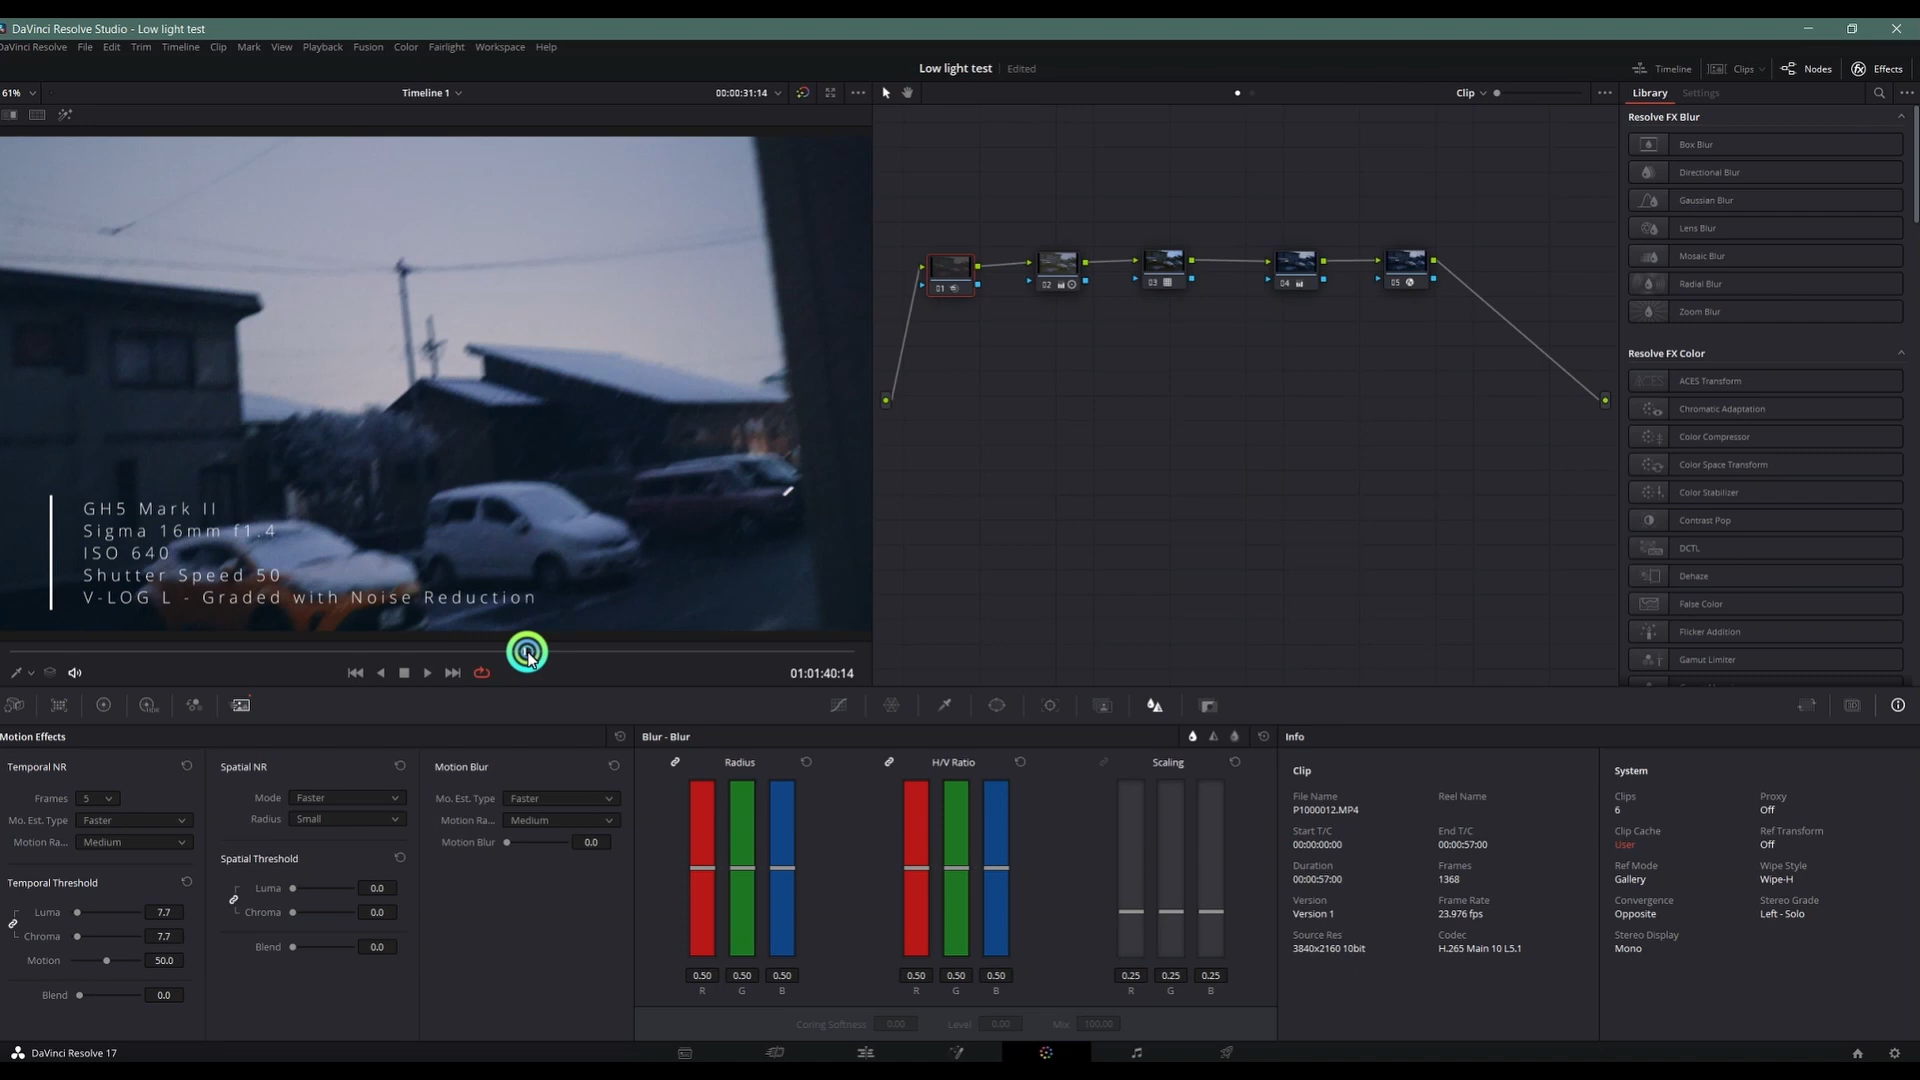 DaVinci Resolve Studio - Low light test
DaVinci Resolve File Edit Trim Timeline Clip Mark View Playback Fusion Color Fairlight Workspace Help
Low light test Edited
Timeline Clips Nodes Effects
61% Timeline 1 00:00:31:14 Clip Library Settings
Resolve FX Blur
Box Blur
Directional Blur
Gaussian Blur
Lens Blur
Mosaic Blur
Radial Blur
Zoom Blur
Resolve FX Color
ACES Transform
Chromatic Adaptation
Color Compressor
Color Space Transform
Color Stabilizer
Contrast Pop
DCTL
Dehaze
False Color
Flicker Addition
Gamut Limiter
01 02 03 04 05
GH5 Mark II
Sigma 16mm f1.4
ISO 640
Shutter Speed 50
V-LOG L - Graded with Noise Reduction
01:01:40:14
Motion Effects
Temporal NR
Frames 5
Mo. Est. Type Faster
Motion Ra... Medium
Temporal Threshold
Luma 7.7
Chroma 7.7
Motion 50.0
Blend 0.0
Spatial NR
Mode Faster
Radius Small
Spatial Threshold
Luma 0.0
Chroma 0.0
Blend 0.0
Motion Blur
Mo. Est. Type Faster
Motion Ra... Medium
Motion Blur 0.0
Blur - Blur
Radius H/V Ratio Scaling
0.50 0.50 0.50 0.50 0.50 0.50 0.25 0.25 0.25
R G B R G B R G B
Coring Softness 0.00 Level 0.00 Mix 100.00
Info
Clip
File Name Reel Name
P1000012.MP4
Start T/C End T/C
00:00:00:00 00:00:57:00
Duration Frames
00:00:57:00 1368
Version Frame Rate
Version 1 23.976 fps
Source Res Codec
3840x2160 10bit H.265 Main 10 L5.1
System
Clips Proxy
6 Off
Clip Cache Ref Transform
User Off
Ref Mode Wipe Style
Gallery Wipe-H
Convergence Stereo Grade
Opposite Left - Solo
Stereo Display
Mono
DaVinci Resolve 17